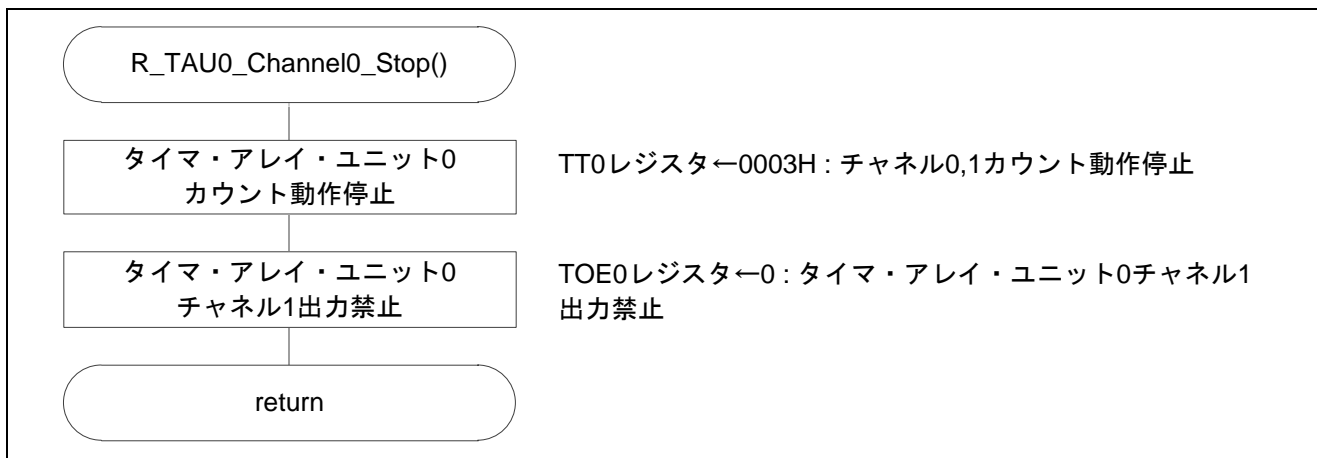 R_TAU0_Channel0_Stop()
タイマ・アレイ・ユニット0
カウント動作停止
TT0レジスタ←0003H : チャネル0,1カウント動作停止
タイマ・アレイ・ユニット0
チャネル1出力禁止
TOE0レジスタ←0 : タイマ・アレイ・ユニット0チャネル1
出力禁止
return